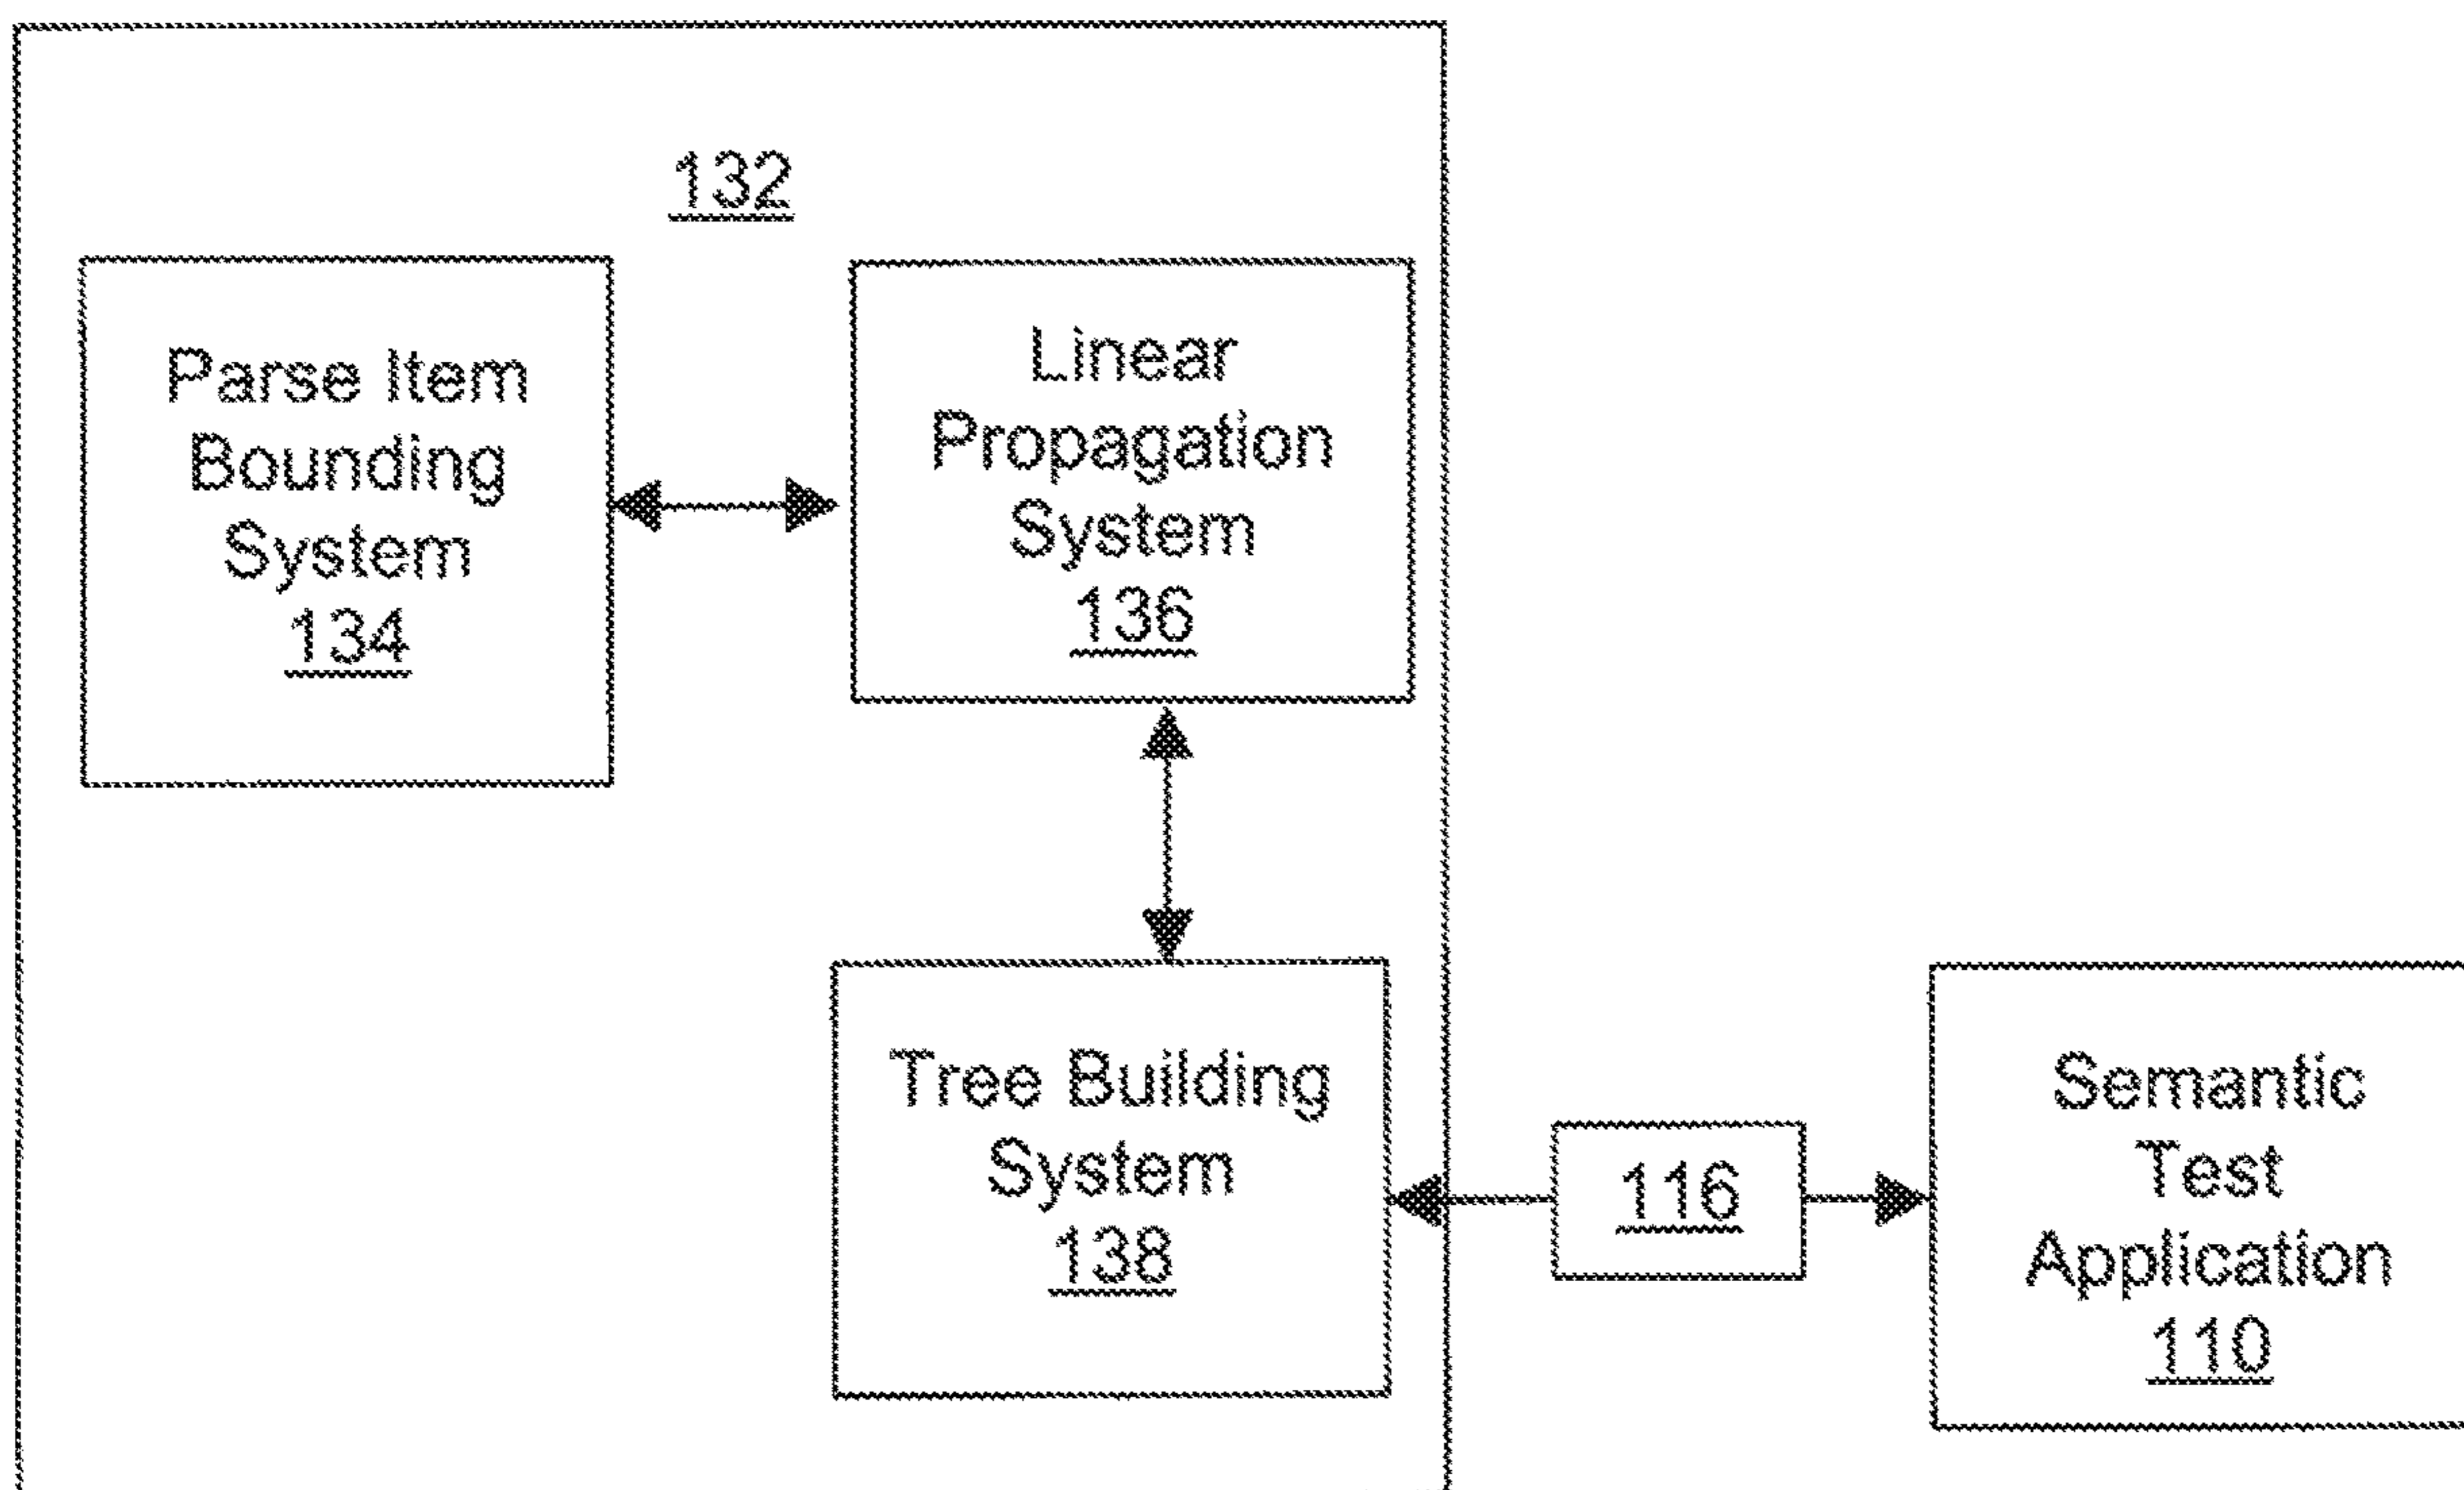 132
Parse Item
Bounding
System
134
Linear
Propagation
System
136
Tree Building
System
138
116
Semantic
Test
Application
110